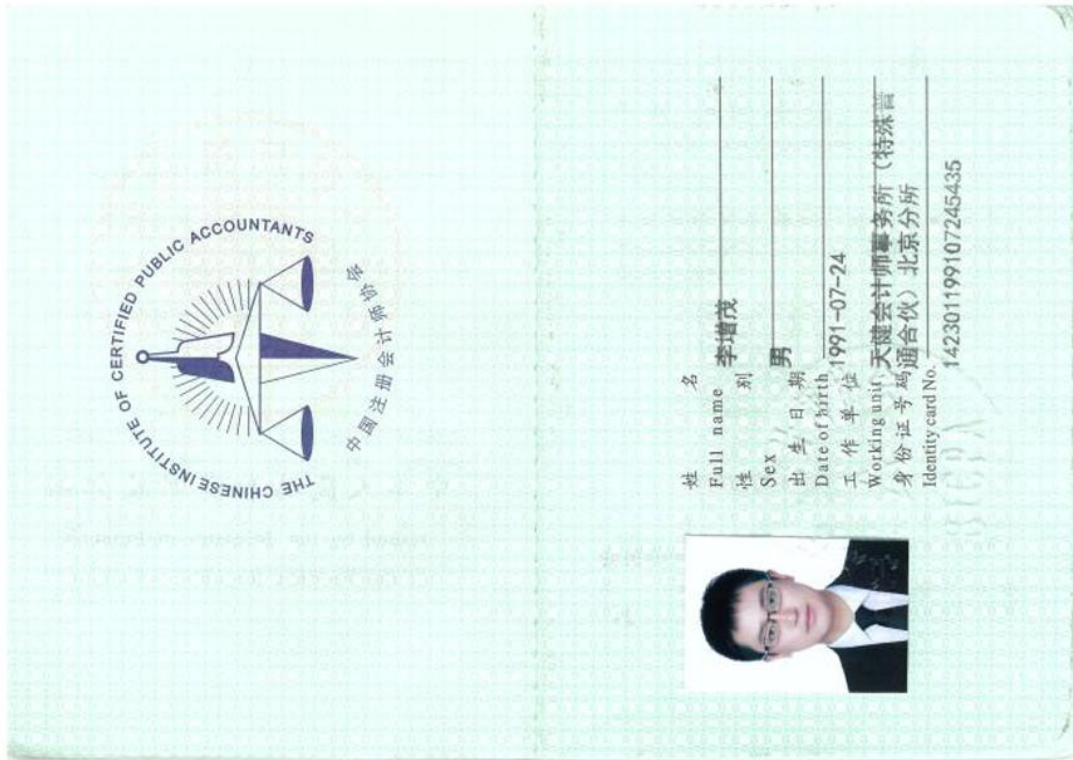 THE CHINESE INSTITUTE OF CERTIFIED PUBLIC ACCOUNTANTS
中国注册会计师协会
姓 名
Full name 李增茂
性 别
Sex 男
出 生 日 期
Date of birth 1991-07-24
工 作 单 位
Working unit 天健会计师事务所（特殊普
通合伙）北京分所
身份证号码
Identity card No. 142301199107245435